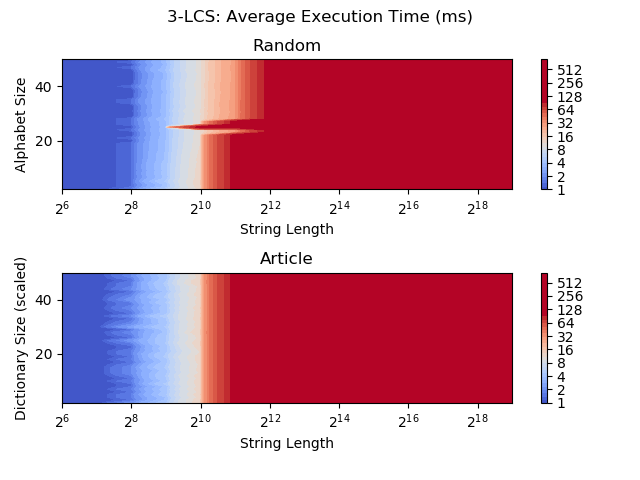 3-LCS: Average Execution Time (ms)
Random
Alphabet Size
40
20
2^6 2^8 2^10 2^12 2^14 2^16 2^18
String Length
512
256
128
64
32
16
8
4
2
1
Article
Dictionary Size (scaled)
40
20
2^6 2^8 2^10 2^12 2^14 2^16 2^18
String Length
512
256
128
64
32
16
8
4
2
1